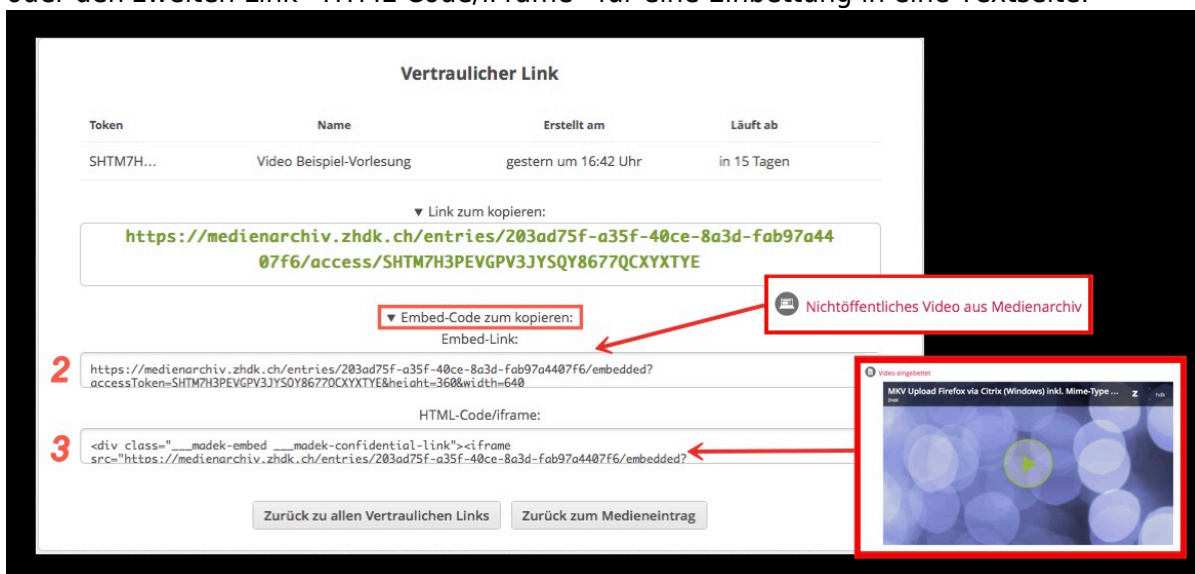 oder den zweiten Link "HTML Code/iFrame" für eine Einbettung in eine Textseite.
Vertraulicher Link
Token Name Erstellt am Läuft ab
SHTM7H... Video Beispiel-Vorlesung gestern um 16:42 Uhr in 15 Tagen
▼ Link zum kopieren:
https://medienarchiv.zhdk.ch/entries/203ad75f-a35f-40ce-8a3d-fab97a44
07f6/access/SHTM7H3PEVGPV3JYSQY8677QCXYXTYE
Nichtöffentliches Video aus Medienarchiv
▼ Embed-Code zum kopieren:
Embed-Link:
2
https://medienarchiv.zhdk.ch/entries/203ad75f-a35f-40ce-8a3d-fab97a4407f6/embedded?
accessToken=SHTM7H3PEVGPV3JYSQY8677QCXYXTYE&height=360&width=640
HTML-Code/iframe:
3
<div class="___madek-embed ___madek-confidential-link"><iframe
src="https://medienarchiv.zhdk.ch/entries/203ad75f-a35f-40ce-8a3d-fab97a4407f6/embedded?
Video eingebettet
MKV Upload Firefox via Citrix (Windows) inkl. Mime-Type ... Z hdk
Zurück zu allen Vertraulichen Links Zurück zum Medieneintrag